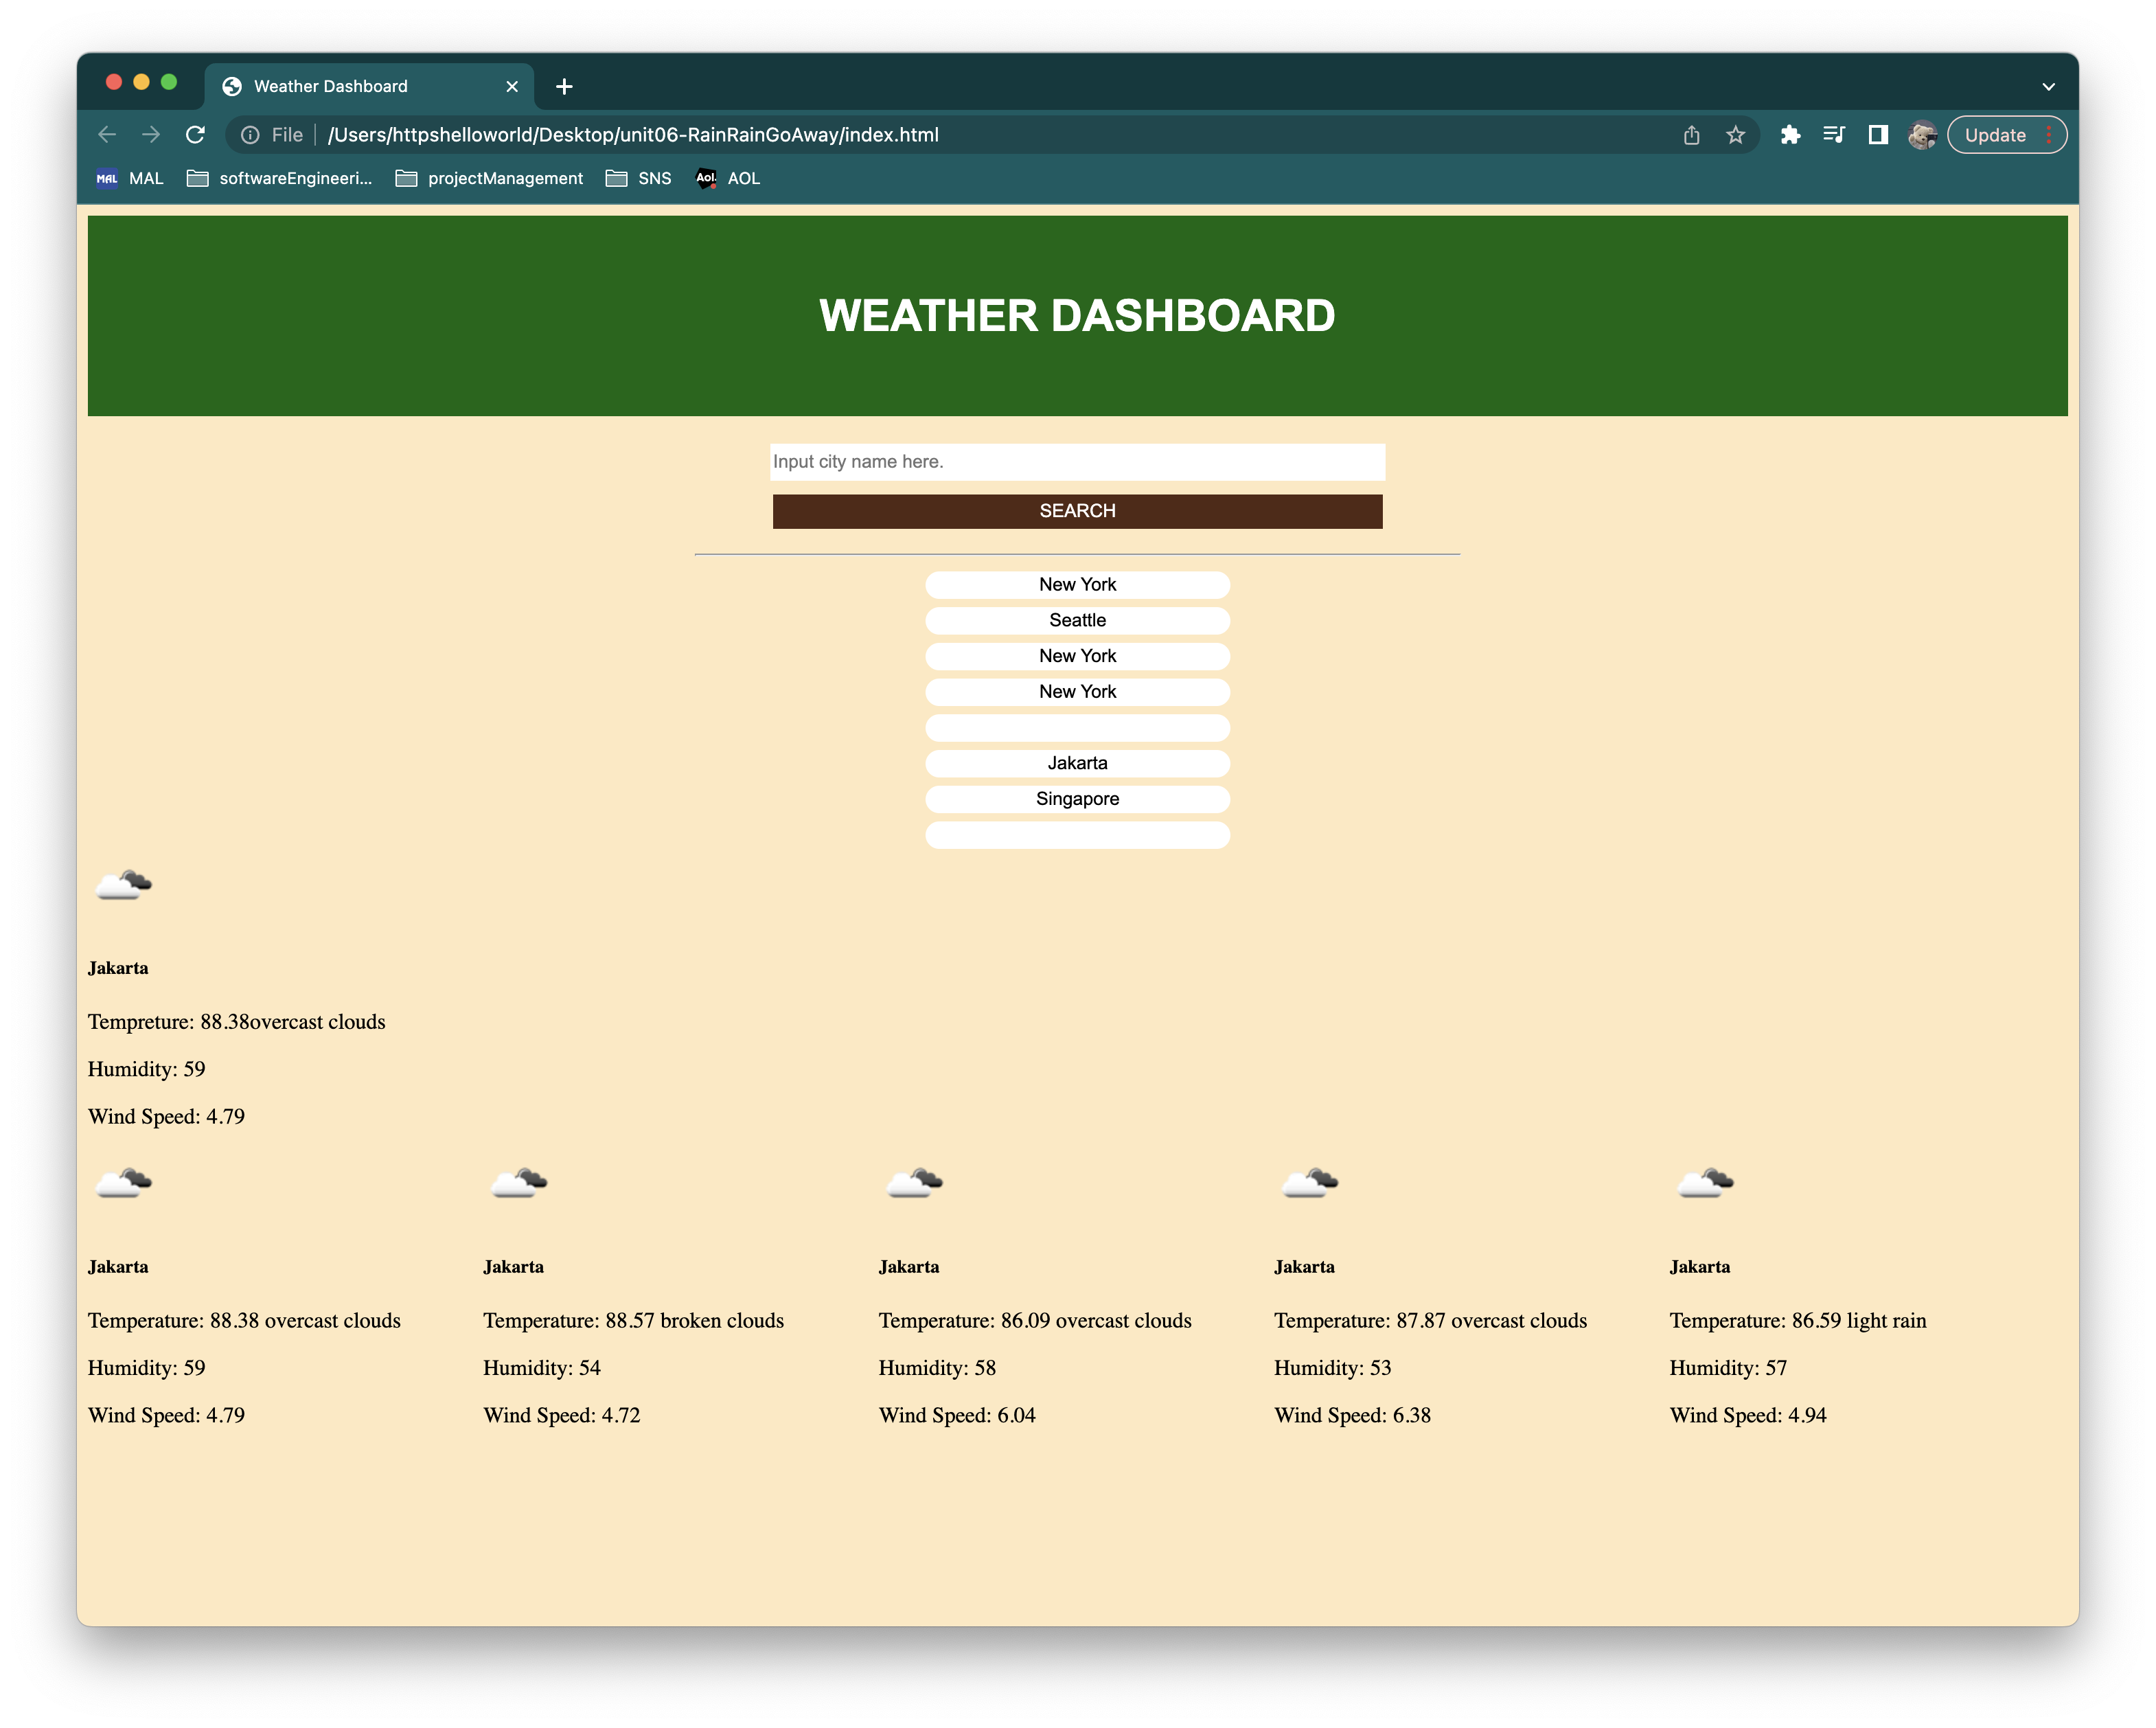 Weather Dashboard
File /Users/httpshelloworld/Desktop/unit06-RainRainGoAway/index.html Update
MAL MAL softwareEngineeri... projectManagement SNS Aol. AOL
WEATHER DASHBOARD
Input city name here.
SEARCH
New York
Seattle
New York
New York
Jakarta
Singapore
Jakarta
Tempreture: 88.38overcast clouds
Humidity: 59
Wind Speed: 4.79
Jakarta
Temperature: 88.38 overcast clouds
Humidity: 59
Wind Speed: 4.79
Jakarta
Temperature: 88.57 broken clouds
Humidity: 54
Wind Speed: 4.72
Jakarta
Temperature: 86.09 overcast clouds
Humidity: 58
Wind Speed: 6.04
Jakarta
Temperature: 87.87 overcast clouds
Humidity: 53
Wind Speed: 6.38
Jakarta
Temperature: 86.59 light rain
Humidity: 57
Wind Speed: 4.94